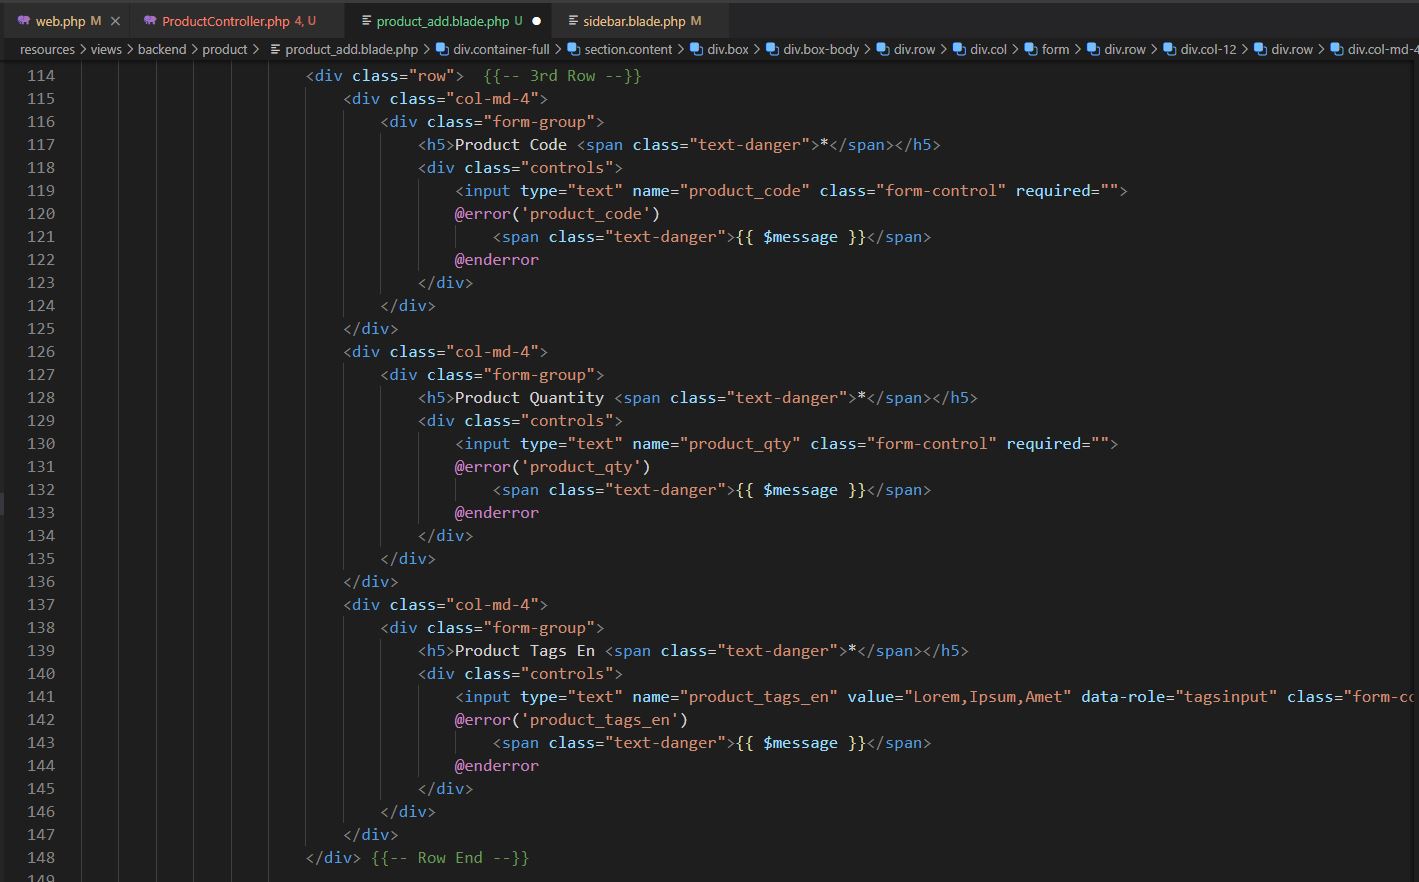 web.php M
ProductController.php 4, U
product_add.blade.php U
sidebar.blade.php M
resources > views > backend > product > product_add.blade.php > div.container-full > section.content > div.box > div.box-body > div.row > div.col > form > div.row > div.col-12 > div.row > div.col-md-4
114 <div class="row">  {{-- 3rd Row --}}
115 <div class="col-md-4">
116 <div class="form-group">
117 <h5>Product Code <span class="text-danger">*</span></h5>
118 <div class="controls">
119 <input type="text" name="product_code" class="form-control" required="">
120 @error('product_code')
121 <span class="text-danger">{{ $message }}</span>
122 @enderror
123 </div>
124 </div>
125 </div>
126 <div class="col-md-4">
127 <div class="form-group">
128 <h5>Product Quantity <span class="text-danger">*</span></h5>
129 <div class="controls">
130 <input type="text" name="product_qty" class="form-control" required="">
131 @error('product_qty')
132 <span class="text-danger">{{ $message }}</span>
133 @enderror
134 </div>
135 </div>
136 </div>
137 <div class="col-md-4">
138 <div class="form-group">
139 <h5>Product Tags En <span class="text-danger">*</span></h5>
140 <div class="controls">
141 <input type="text" name="product_tags_en" value="Lorem,Ipsum,Amet" data-role="tagsinput" class="form-co
142 @error('product_tags_en')
143 <span class="text-danger">{{ $message }}</span>
144 @enderror
145 </div>
146 </div>
147 </div>
148 </div> {{-- Row End --}}
149